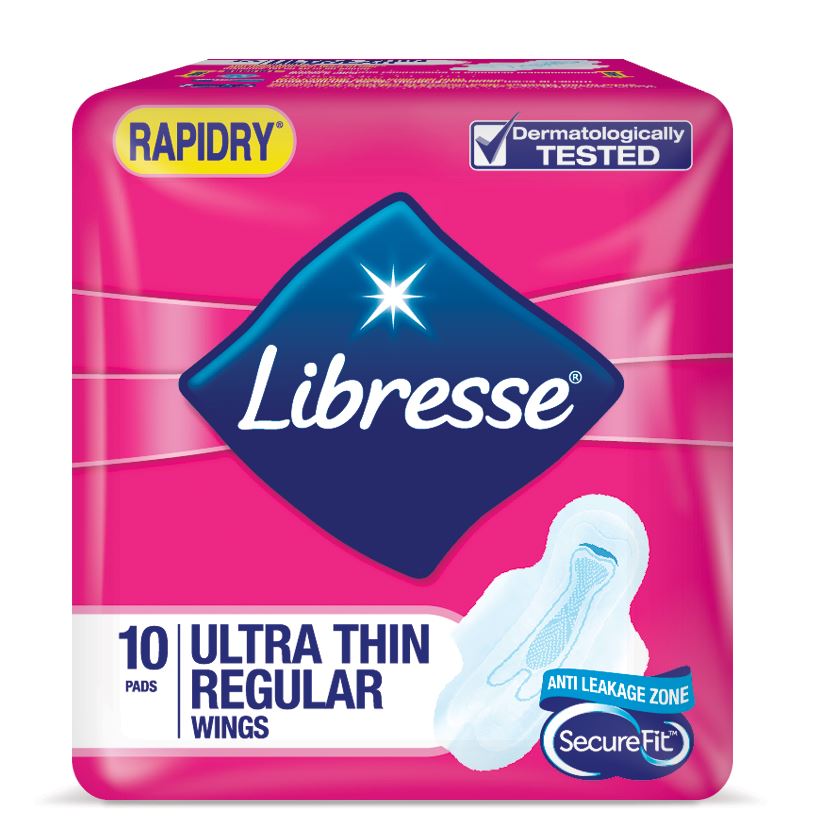 RAPIDRY®
Dermatologically
TESTED
Libresse®
10
PADS
ULTRA THIN
REGULAR
WINGS
ANTI LEAKAGE ZONE
SecureFit™